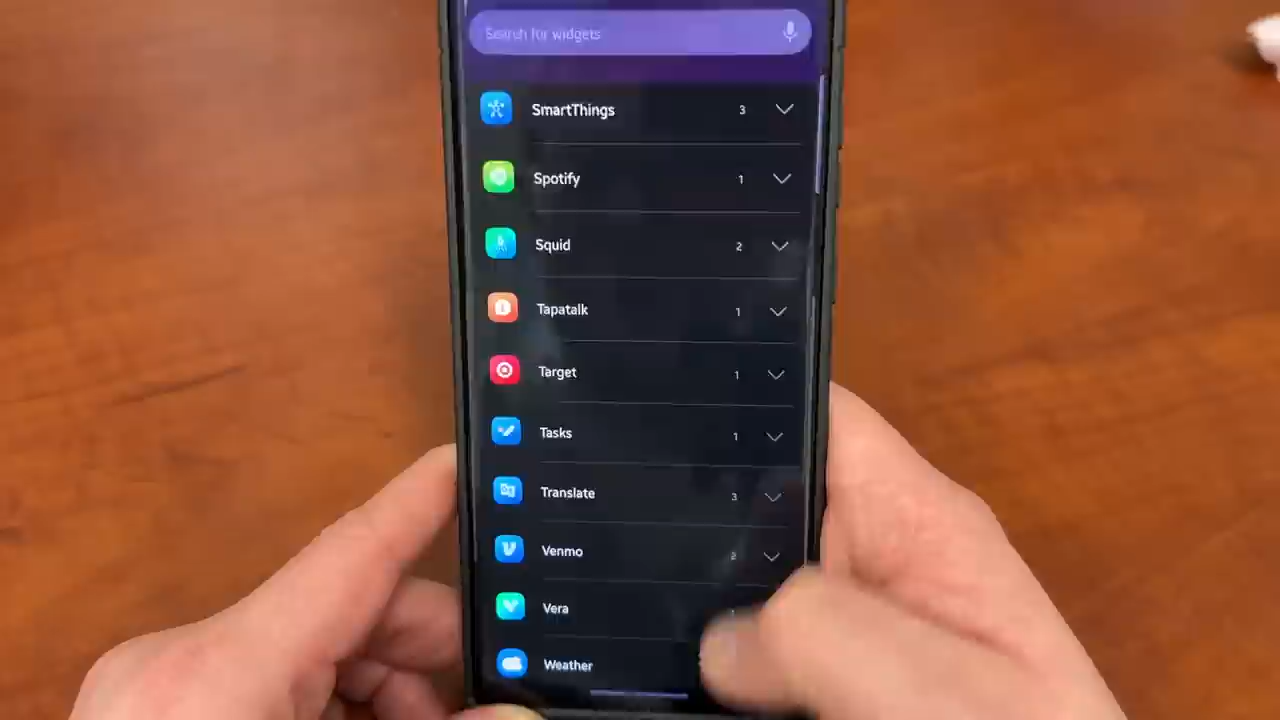 Search for widgets
SmartThings 3
Spotify 1
Squid 2
Tapatalk 1
Target 1
Tasks 1
Translate 3
Venmo 2
Vera
Weather